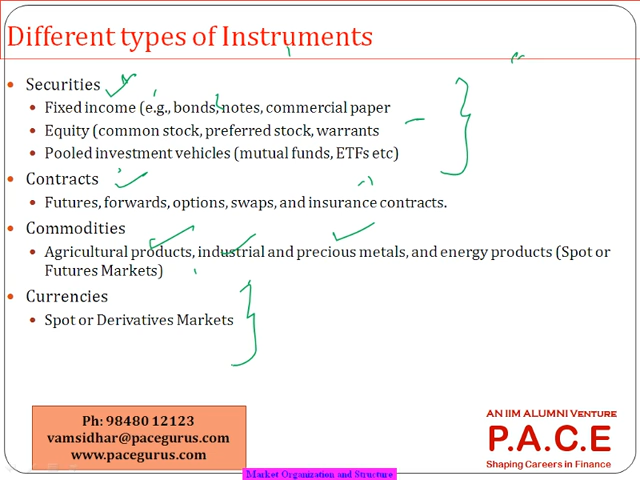 Different types of Instruments
• Securities
• Fixed income (e.g., bonds, notes, commercial paper
• Equity (common stock, preferred stock, warrants
• Pooled investment vehicles (mutual funds, ETFs etc)
• Contracts
• Futures, forwards, options, swaps, and insurance contracts.
• Commodities
• Agricultural products, industrial and precious metals, and energy products (Spot or
Futures Markets)
• Currencies
• Spot or Derivatives Markets
Ph: 98480 12123
vamsidhar@pacegurus.com
www.pacegurus.com
AN IIM ALUMNI VENTURE
P.A.C.E
Shaping Careers in Finance
Market Organization and Structure